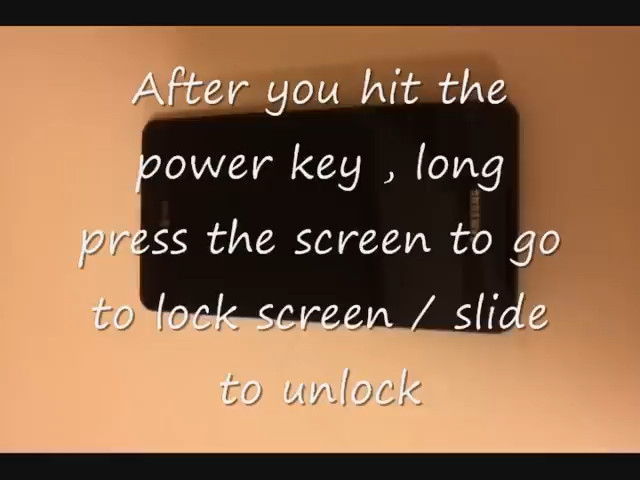 After you hit the
power key , long
press the screen to go
to lock screen / slide
to unlock